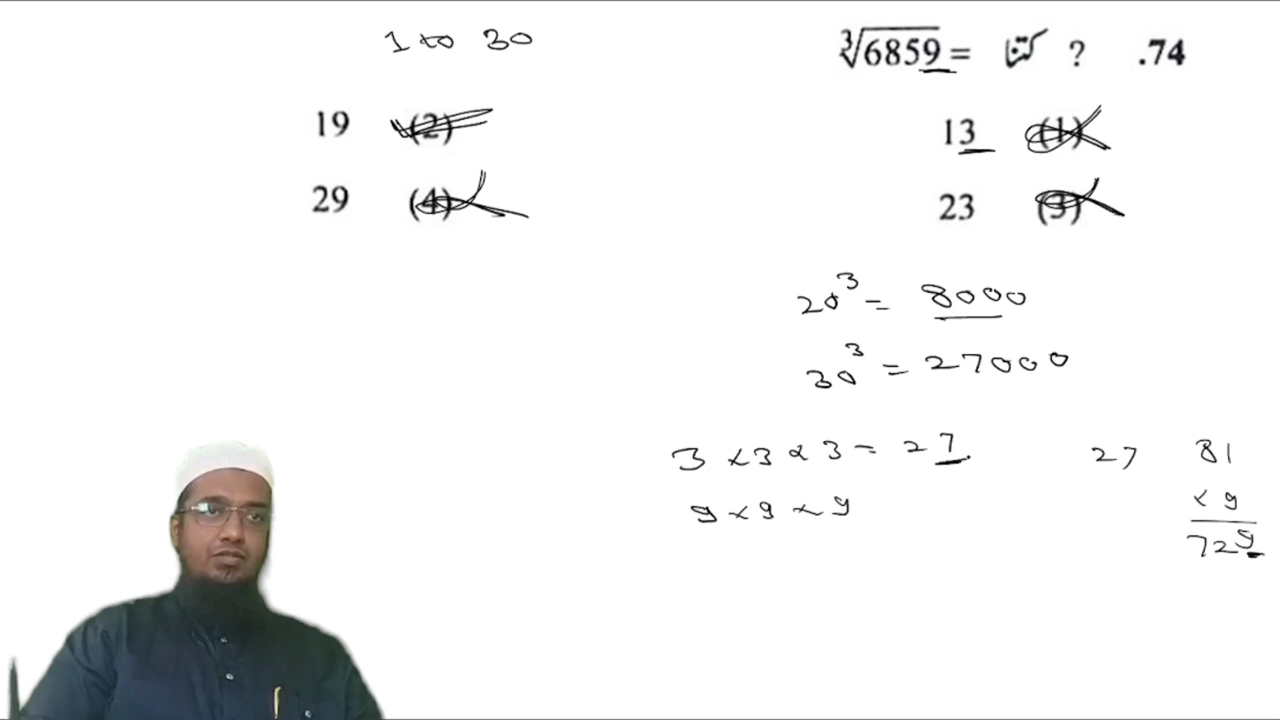 1 to 30
.74 ? کتنا = ∛6859
(1) 13
(2) 19
(3) 23
(4) 29
20³ = 8000
30³ = 27000
3 × 3 × 3 = 27
9 × 9 × 9
27
81
× 9
729